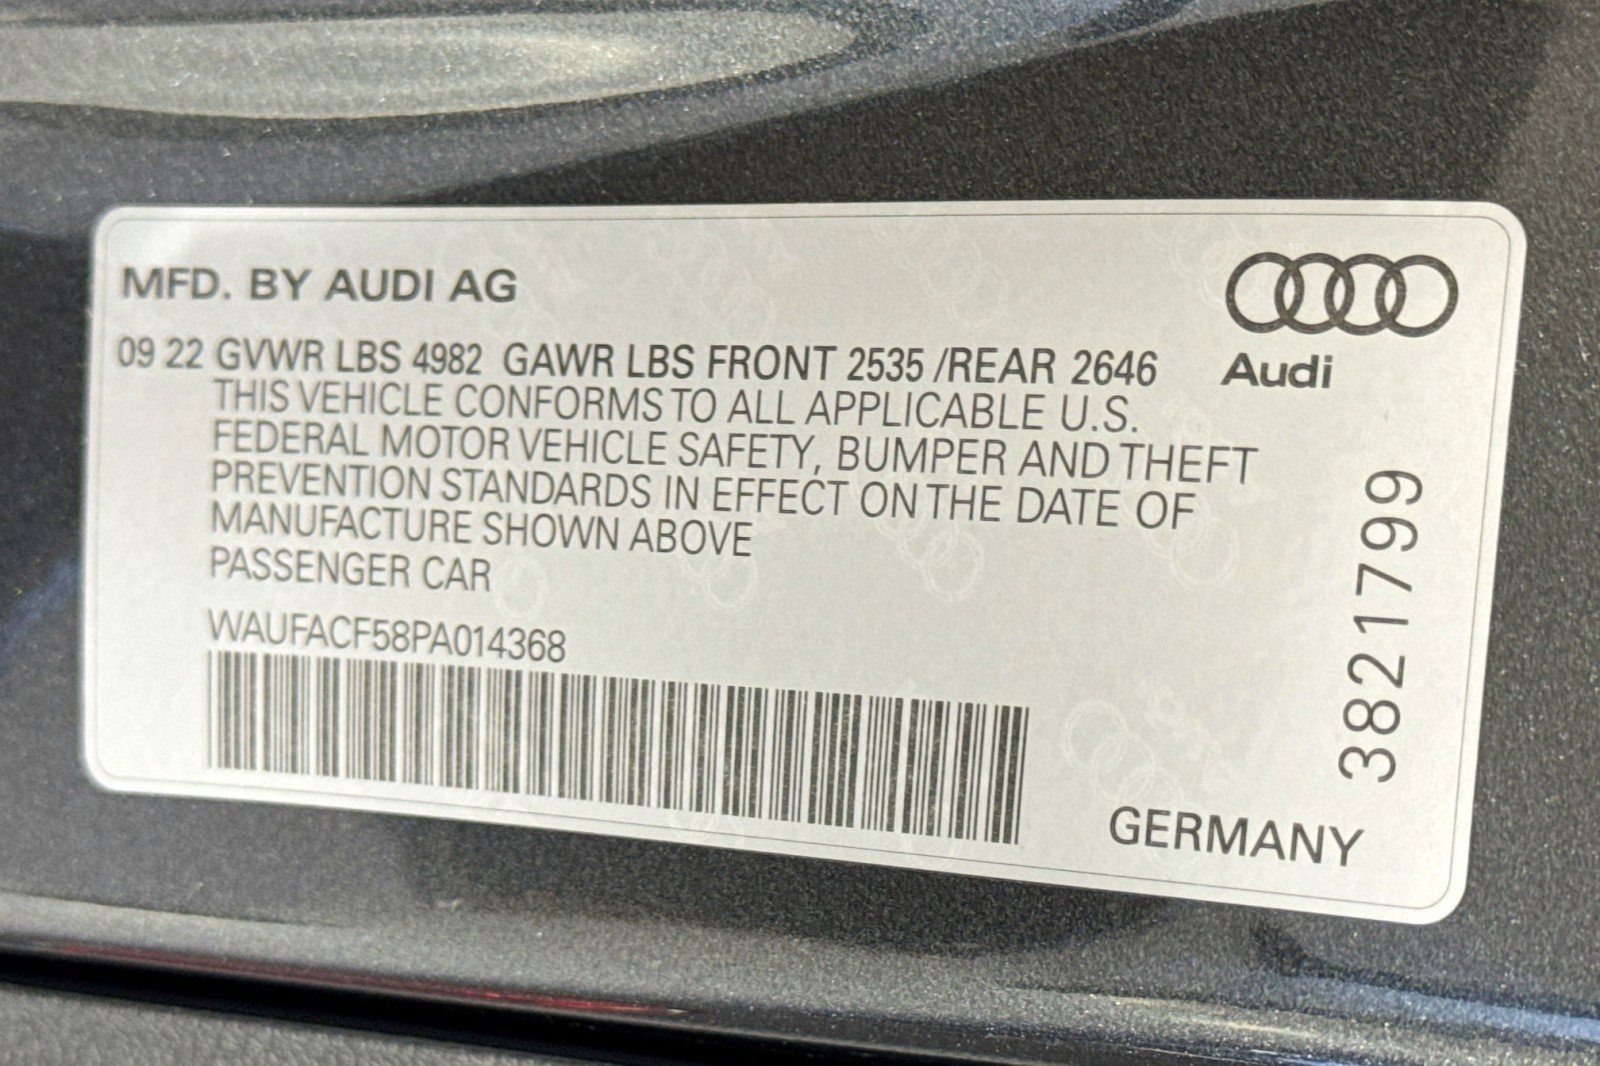 MFD. BY AUDI AG
09 22 GVWR LBS 4982 GAWR LBS FRONT 2535 /REAR 2646
THIS VEHICLE CONFORMS TO ALL APPLICABLE U.S.
FEDERAL MOTOR VEHICLE SAFETY, BUMPER AND THEFT
PREVENTION STANDARDS IN EFFECT ON THE DATE OF
MANUFACTURE SHOWN ABOVE
PASSENGER CAR
WAUFACF58PA014368
Audi
3821799
GERMANY